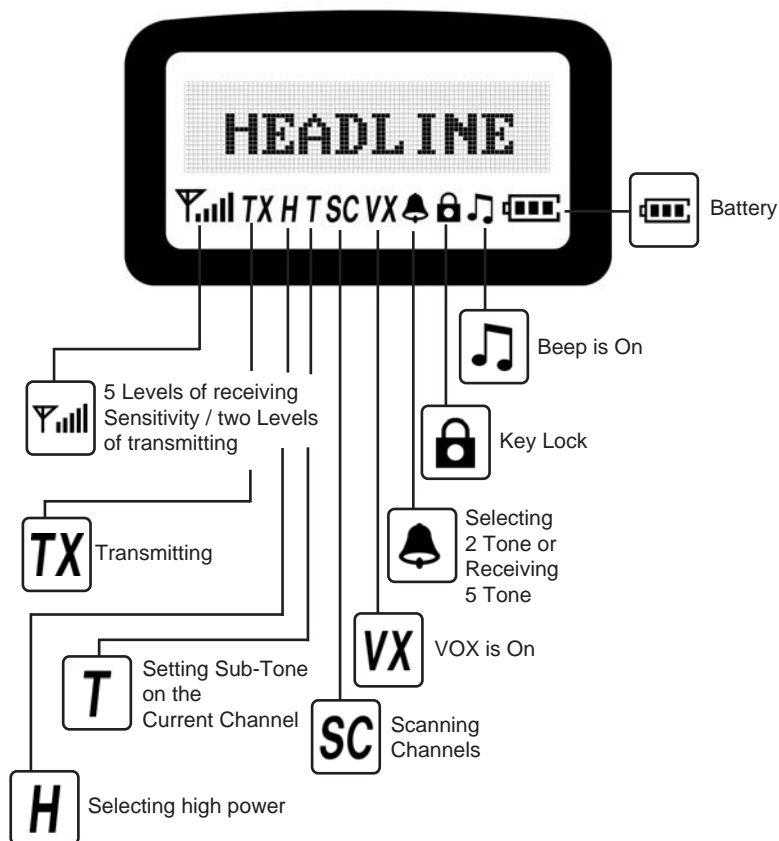 HEADLINE
TX H T SC VX
Battery
Beep is On
5 Levels of receiving
Sensitivity / two Levels
of transmitting
Key Lock
TX
Transmitting
Selecting
2 Tone or
Receiving
5 Tone
VX
VOX is On
T
Setting Sub-Tone
on the
Current Channel
SC
Scanning
Channels
H
Selecting high power